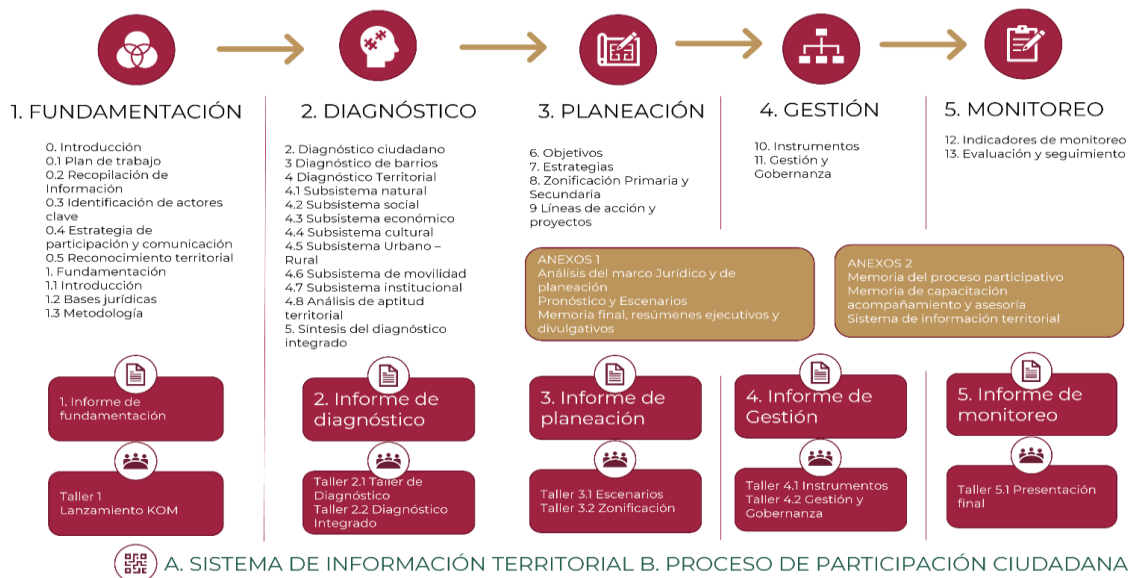 1. FUNDAMENTACIÓN
0. Introducción
0.1 Plan de trabajo
0.2 Recopilación de
Información
0.3 Identificación de actores
clave
0.4 Estrategia de
participación y comunicación
0.5 Reconocimiento territorial
1. Fundamentación
1.1 Introducción
1.2 Bases jurídicas
1.3 Metodología
2. DIAGNÓSTICO
2. Diagnóstico ciudadano
3 Diagnóstico de barrios
4 Diagnóstico Territorial
4.1 Subsistema natural
4.2 Subsistema social
4.3 Subsistema económico
4.4 Subsistema cultural
4.5 Subsistema Urbano –
Rural
4.6 Subsistema de movilidad
4.7 Subsistema institucional
4.8 Análisis de aptitud
territorial
5. Síntesis del diagnóstico
integrado
3. PLANEACIÓN
6. Objetivos
7. Estrategias
8. Zonificación Primaria y
Secundaría
9 Líneas de acción y
proyectos
4. GESTIÓN
10. Instrumentos
11. Gestión y
Gobernanza
5. MONITOREO
12. Indicadores de monitoreo
13. Evaluación y seguimiento
ANEXOS 1
Análisis del marco Jurídico y de
planeación
Pronóstico y Escenarios
Memoria final, resúmenes ejecutivos y
divulgativos
ANEXOS 2
Memoria del proceso participativo
Memoria de capacitación
acompañamiento y asesoría
Sistema de información territorial
1. Informe de
fundamentación
2. Informe de
diagnóstico
3. Informe de
planeación
4. Informe de
Gestión
5. Informe de
monitoreo
Taller 1
Lanzamiento KOM
Taller 2.1 Taller de
Diagnóstico
Taller 2.2 Diagnóstico
Integrado
Taller 3.1 Escenarios
Taller 3.2 Zonificación
Taller 4.1 Instrumentos
Taller 4.2 Gestión y
Gobernanza
Taller 5.1 Presentación
final
A. SISTEMA DE INFORMACIÓN TERRITORIAL B. PROCESO DE PARTICIPACIÓN CIUDADANA